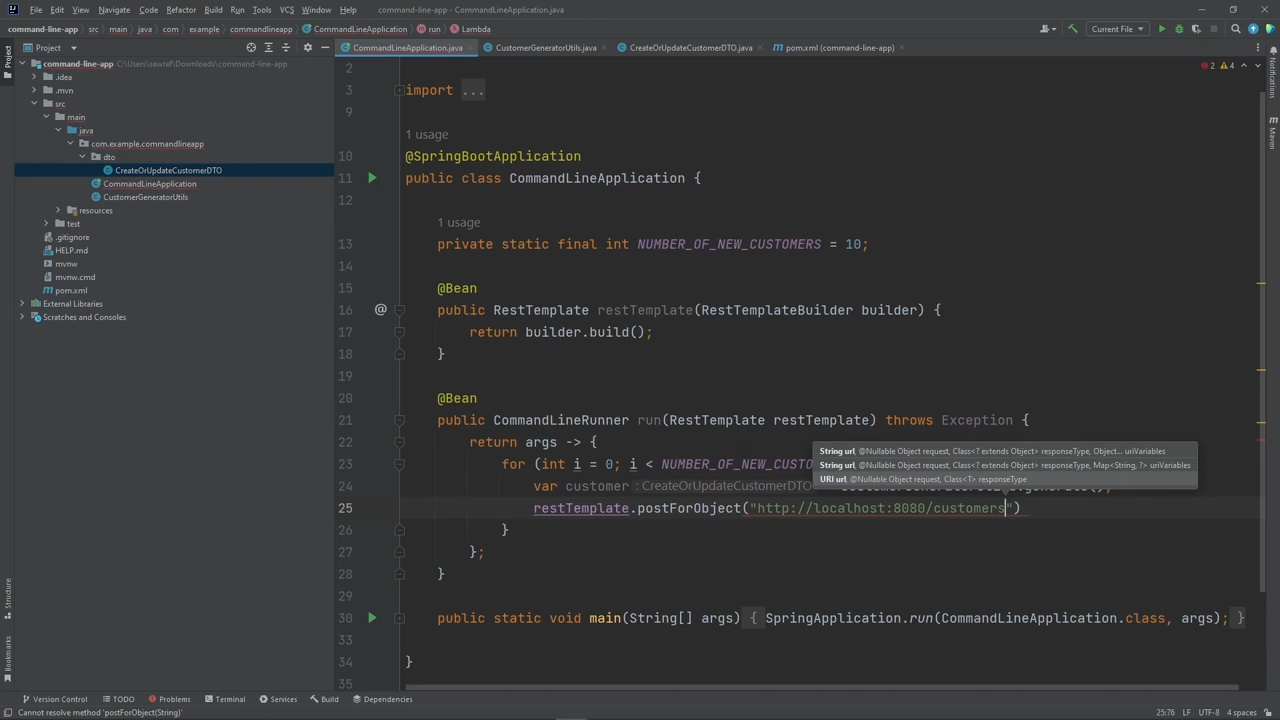 File Edit View Navigate Code Refactor Build Run Tools VCS Window Help command-line-app - CommandLineApplication.java
command-line-app src main java com example commandlineapp CommandLineApplication run Lambda Current File
Project
CommandLineApplication.java CustomerGeneratorUtils.java CreateOrUpdateCustomerDTO.java pom.xml (command-line-app)
command-line-app C:\Users\sawraf\Downloads\command-line-app
.idea
.mvn
src
main
java
com.example.commandlineapp
dto
CreateOrUpdateCustomerDTO
CommandLineApplication
CustomerGeneratorUtils
resources
test
.gitignore
HELP.md
mvnw
mvnw.cmd
pom.xml
External Libraries
Scratches and Consoles
Project
Structure
Bookmarks
2 4
2
3 import ...
9
1 usage
10 @SpringBootApplication
11 public class CommandLineApplication {
12
1 usage
13 private static final int NUMBER_OF_NEW_CUSTOMERS = 10;
14
15 @Bean
16 public RestTemplate restTemplate(RestTemplateBuilder builder) {
17 return builder.build();
18 }
19
20 @Bean
21 public CommandLineRunner run(RestTemplate restTemplate) throws Exception {
22 return args -> {
String url, @Nullable Object request, Class<? extends Object> responseType, Object... uriVariables
23 for (int i = 0; i < NUMBER_OF_NEW_CUSTO
String url, @Nullable Object request, Class<? extends Object> responseType, Map<String, ?> uriVariables
URI url, @Nullable Object request, Class<T> responseType
24 var customer : CreateOrUpdateCustomerDTO
25 restTemplate.postForObject("http://localhost:8080/customers")
26 }
27 };
28 }
29
30 public static void main(String[] args) { SpringApplication.run(CommandLineApplication.class, args); }
33
34 }
35
Notifications
Maven
Version Control TODO Problems Terminal Services Build Dependencies
Cannot resolve method 'postForObject(String)' 25:76 LF UTF-8 4 spaces